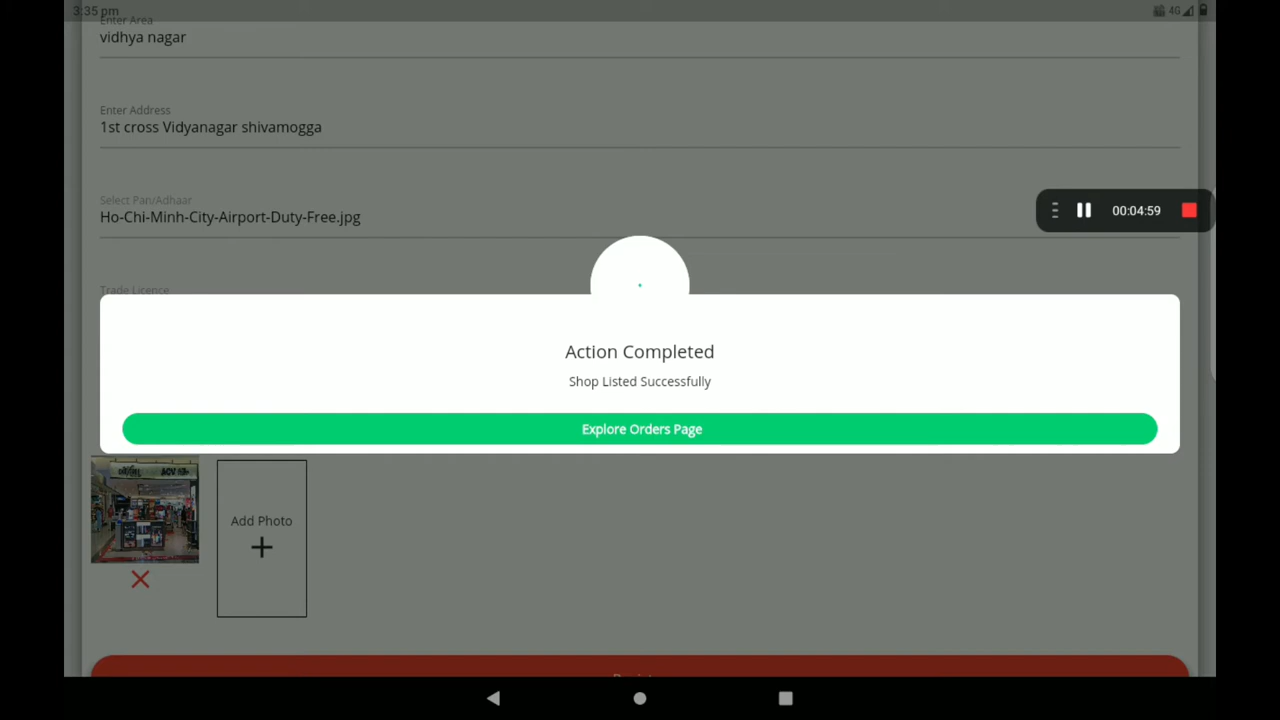 3:35 pm
4G
Enter Area
vidhya nagar
Enter Address
1st cross Vidyanagar shivamogga
Select Pan/Adhaar
Ho-Chi-Minh-City-Airport-Duty-Free.jpg
00:04:59
Trade Licence
Action Completed
Shop Listed Successfully
Explore Orders Page
Add Photo